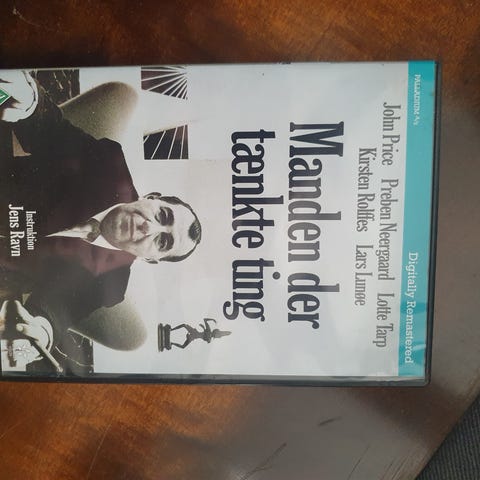 PALLADIUM A/S
Digitally Remastered
John Price Preben Neergaard Lotte Tarp
Kirsten Rolffes Lars Lunøe
Manden der
tænkte ting
Instruktion
Jens Ravn